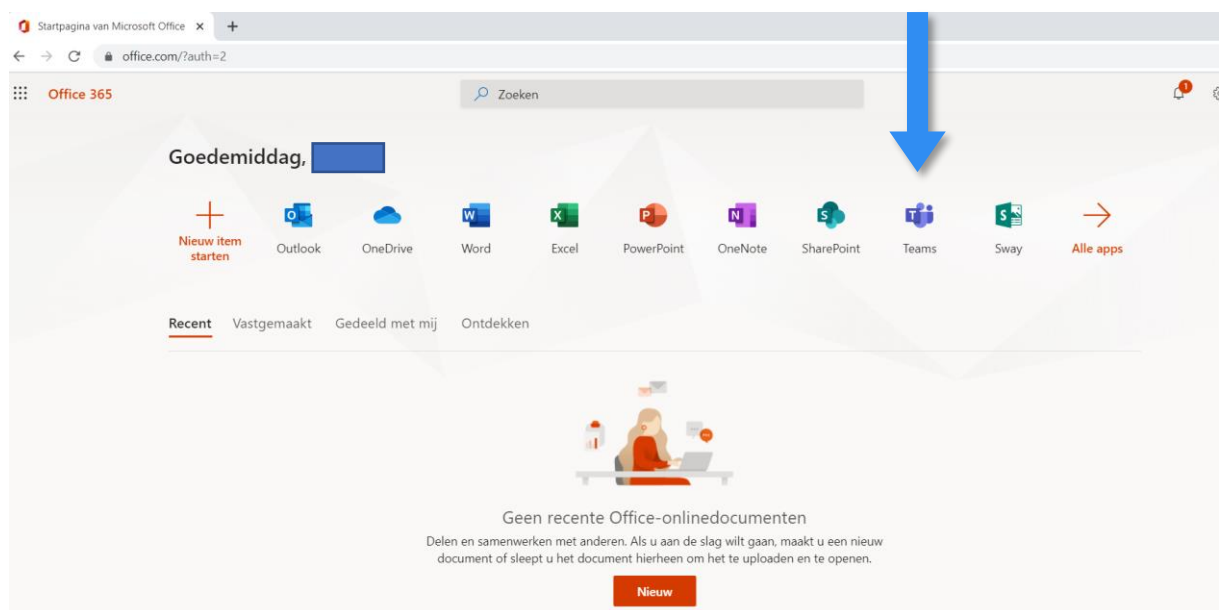 Startpagina van Microsoft Office
office.com/?auth=2
Office 365
Zoeken
1
Goedemiddag,
Nieuw item
starten
Outlook
OneDrive
Word
Excel
PowerPoint
OneNote
SharePoint
Teams
Sway
Alle apps
Recent Vastgemaakt Gedeeld met mij Ontdekken
Geen recente Office-onlinedocumenten
Delen en samenwerken met anderen. Als u aan de slag wilt gaan, maakt u een nieuw
document of sleept u het document hierheen om het te uploaden en te openen.
Nieuw